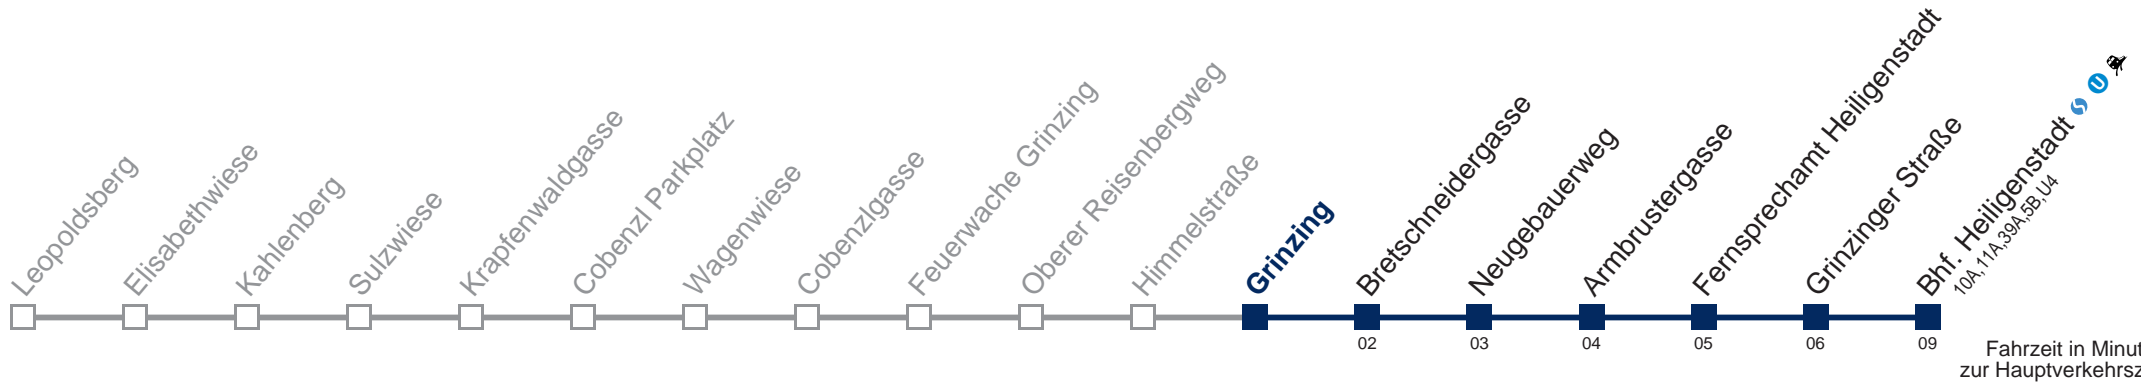 Leopoldsberg
Elisabethwiese
Kahlenberg
Sulzwiese
Krapfenwaldgasse
Cobenzl Parkplatz
Wagenwiese
Cobenzlgasse
Feuerwache Grinzing
Oberer Reisenbergweg
Himmelstraße
Grinzing
Bretschneidergasse
Neugebauerweg
Armbrustergasse
Fernsprechamt Heiligenstadt
Grinzinger Straße
Bhf. Heiligenstadt S U
10A,11A,39A,5B,U4
02
03
04
05
06
09
Fahrzeit in Minut
zur Hauptverkehrsz